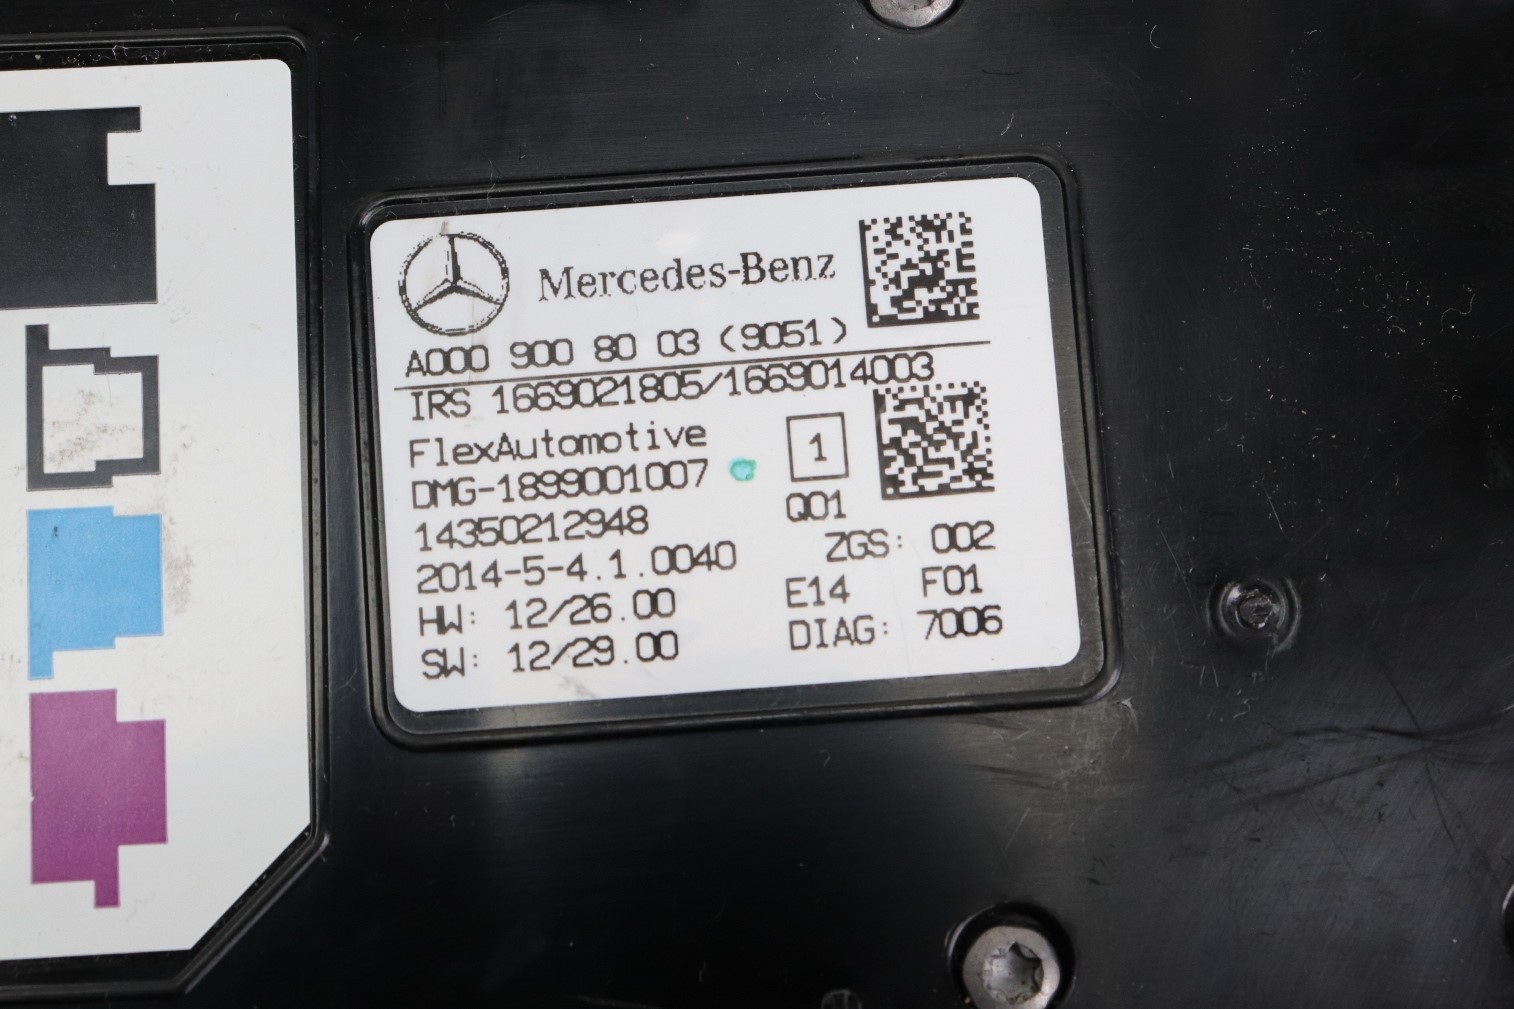 Mercedes-Benz
A000 900 80 03 (9051)
IRS 1669021805/1669014003
FlexAutomotive
DMG-1899001007
1
Q01
14350212948
ZGS: 002
2014-5-4.1.0040
E14 F01
HW: 12/26.00
DIAG: 7006
SW: 12/29.00